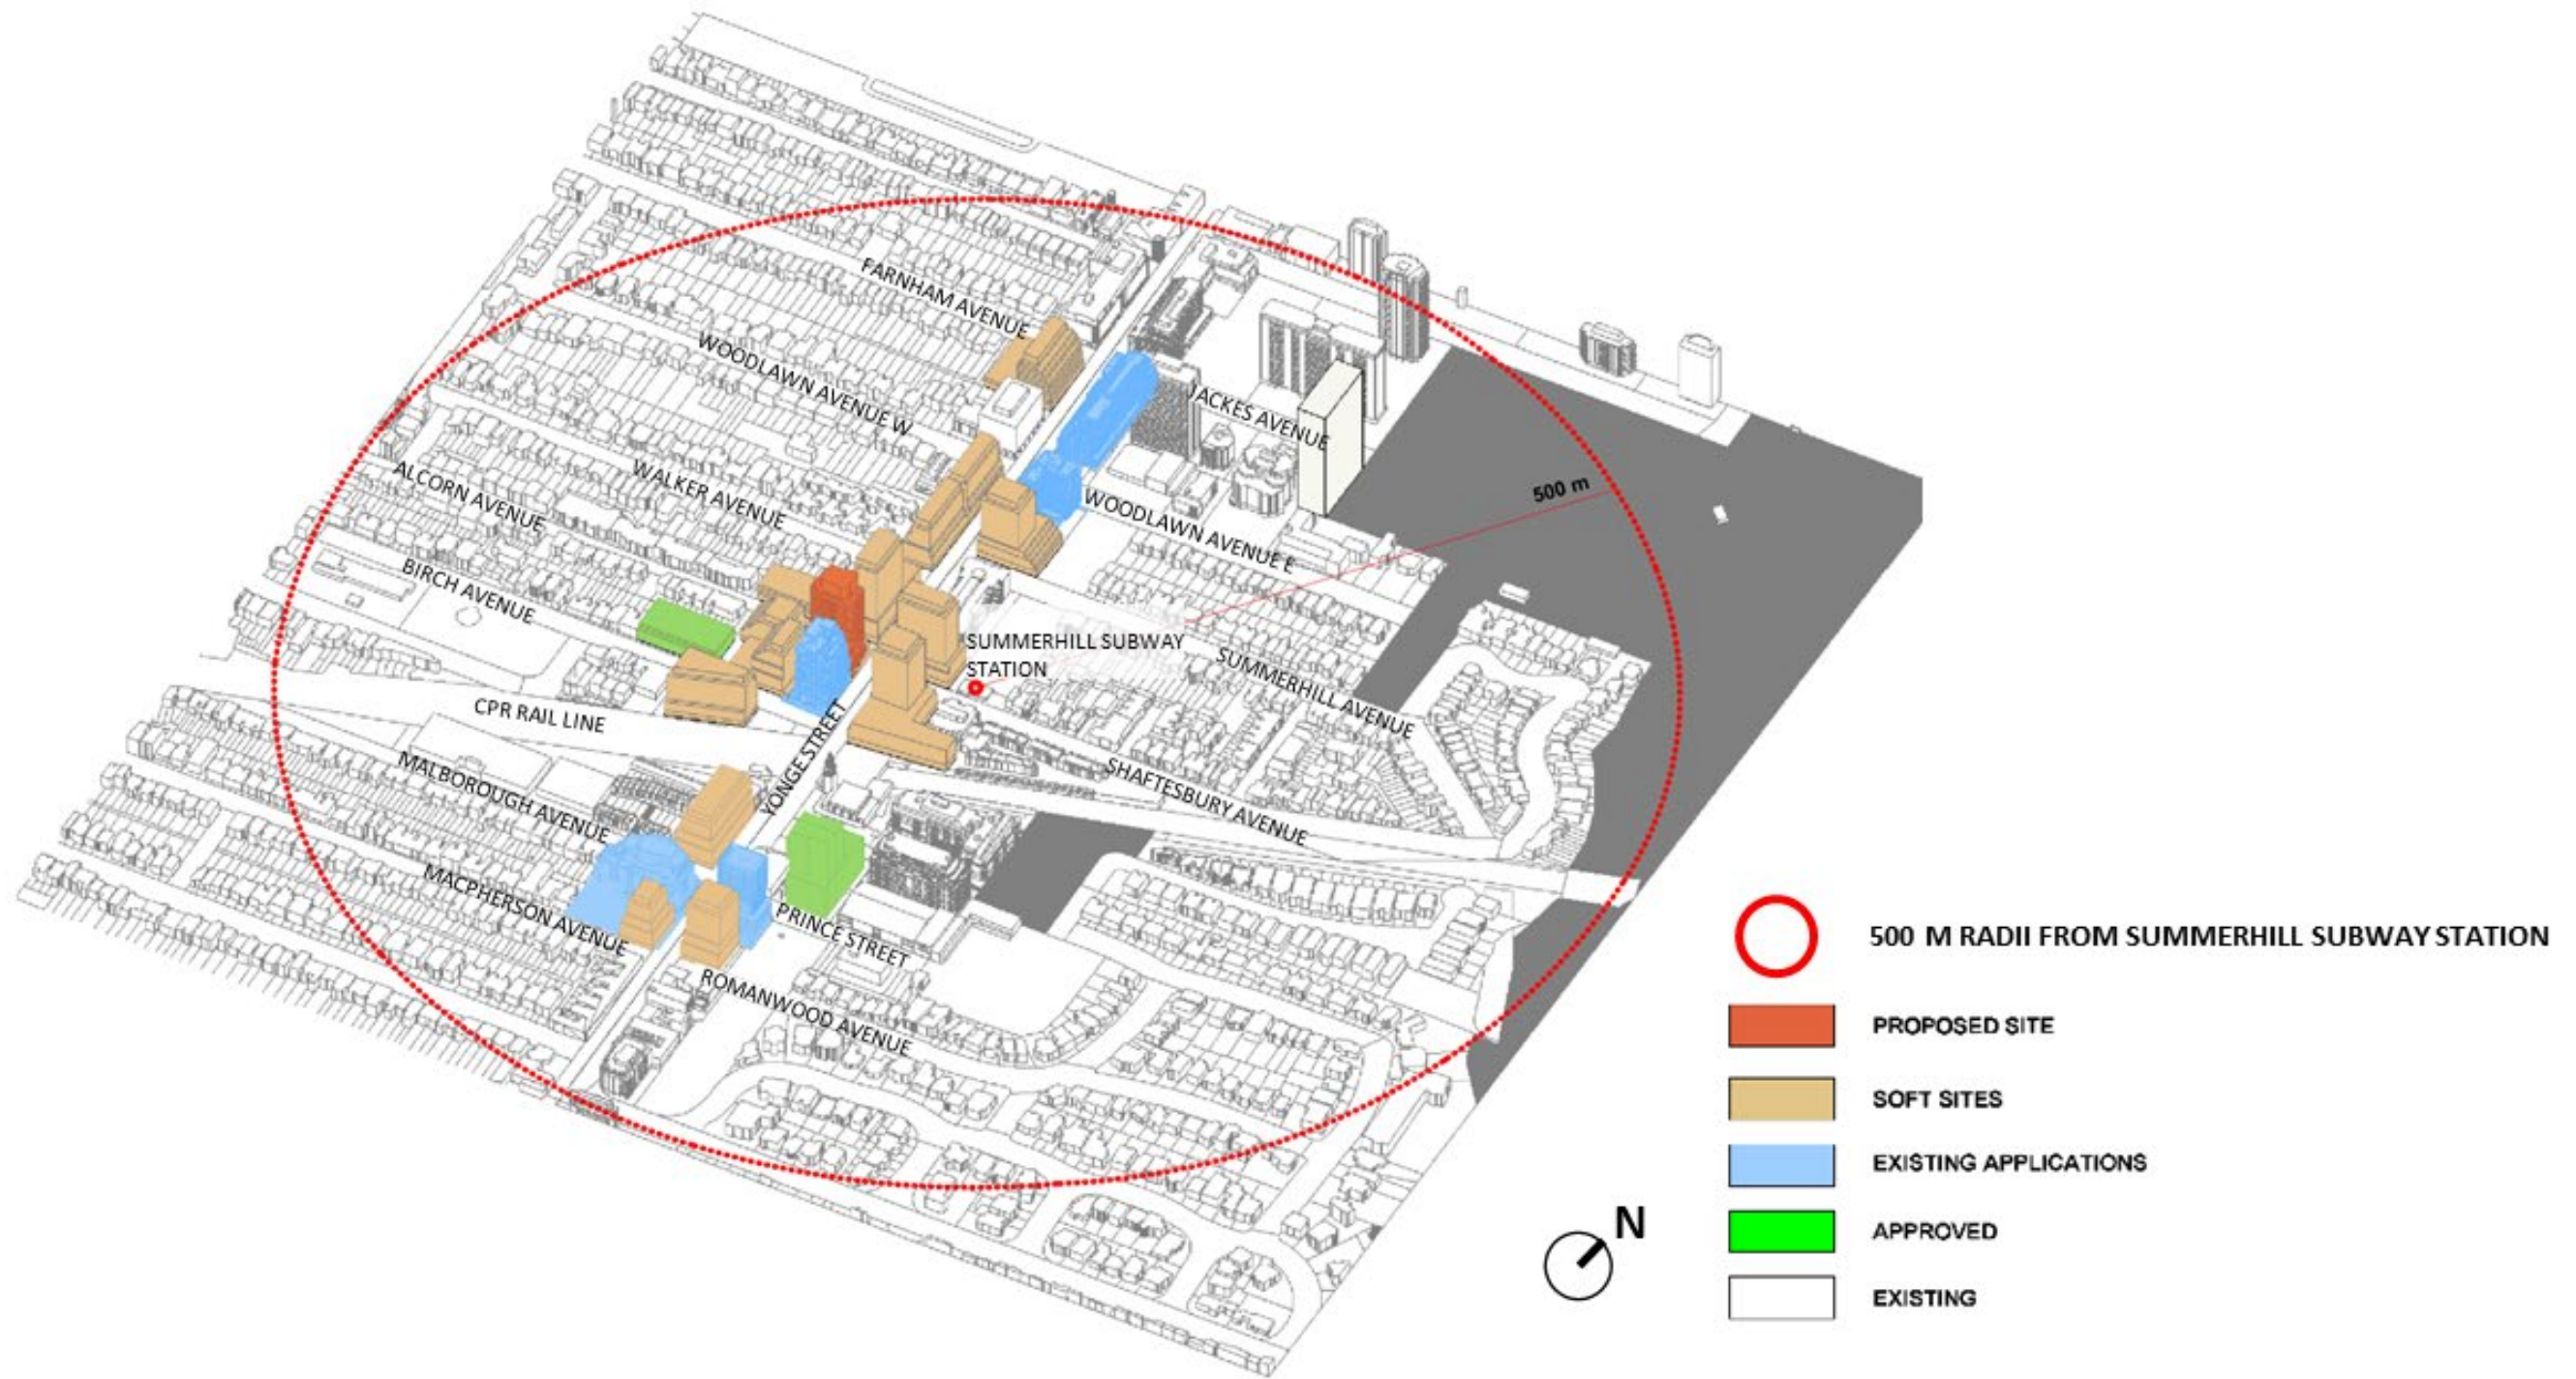 FARNHAM AVENUE
WOODLAWN AVENUE W
JACKES AVENUE
WALKER AVENUE
ALCORN AVENUE
500 m
WOODLAWN AVENUE E
BIRCH AVENUE
SUMMERHILL SUBWAY
STATION
SUMMERHILL AVENUE
CPR RAIL LINE
YONGE STREET
MALBOROUGH AVENUE
SHAFTESBURY AVENUE
MACPHERSON AVENUE
PRINCE STREET
ROMANWOOD AVENUE
500 M RADII FROM SUMMERHILL SUBWAY STATION
PROPOSED SITE
SOFT SITES
EXISTING APPLICATIONS
APPROVED
EXISTING
N